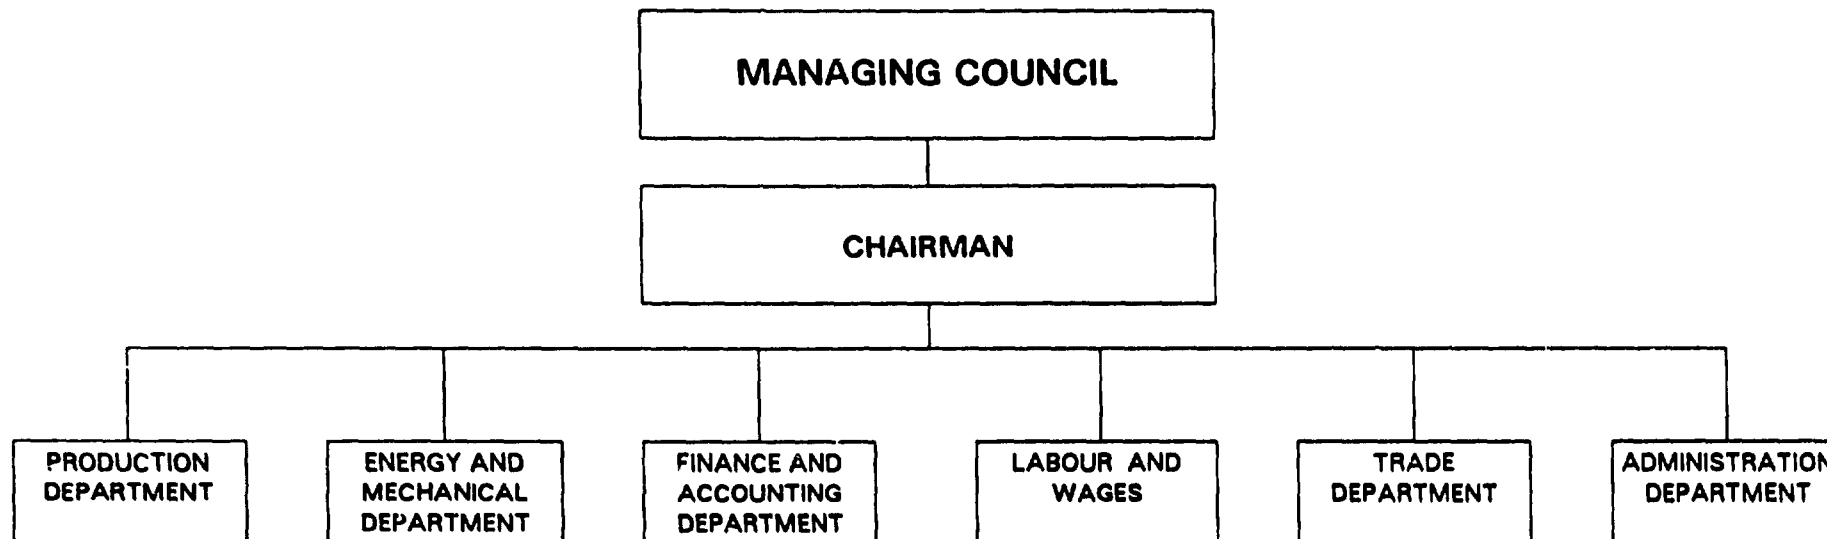 MANAGING COUNCIL
CHAIRMAN
PRODUCTION
DEPARTMENT
ENERGY AND
MECHANICAL
DEPARTMENT
FINANCE AND
ACCOUNTING
DEPARTMENT
LABOUR AND
WAGES
TRADE
DEPARTMENT
ADMINISTRATION
DEPARTMENT